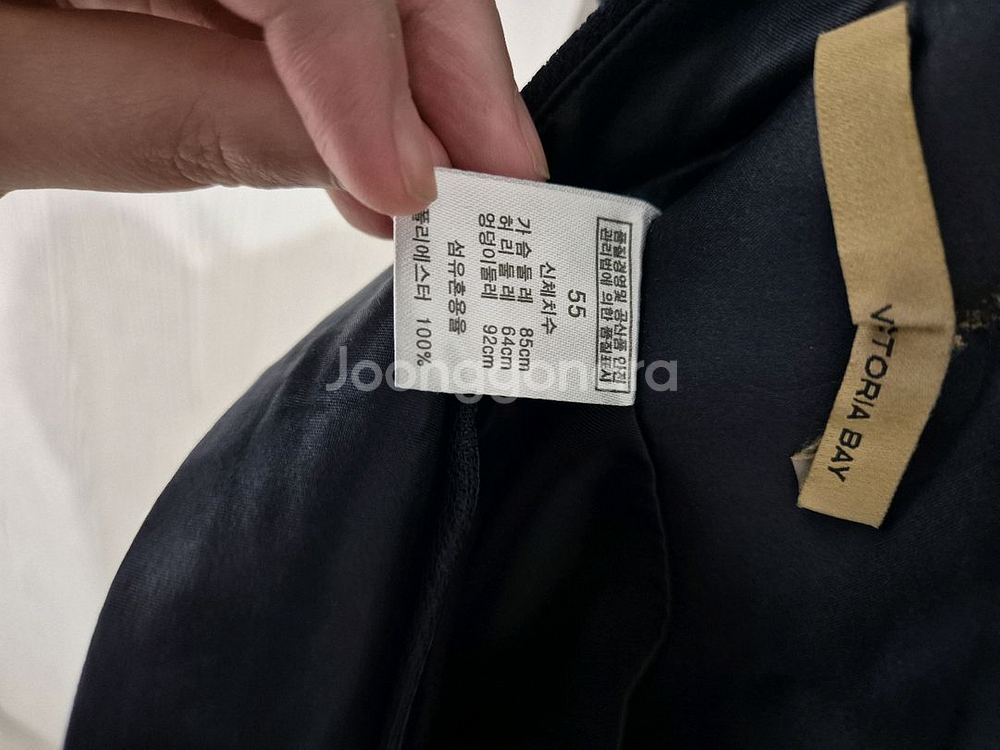 품질경영및 공산품 안전
관리법에 의한 품질표시
55
신체치수
가슴둘레 85cm
허리둘레 64cm
엉덩이둘레 92cm
섬유혼용율
폴리에스터 100%
VICTORIA BAY
Joonggonara